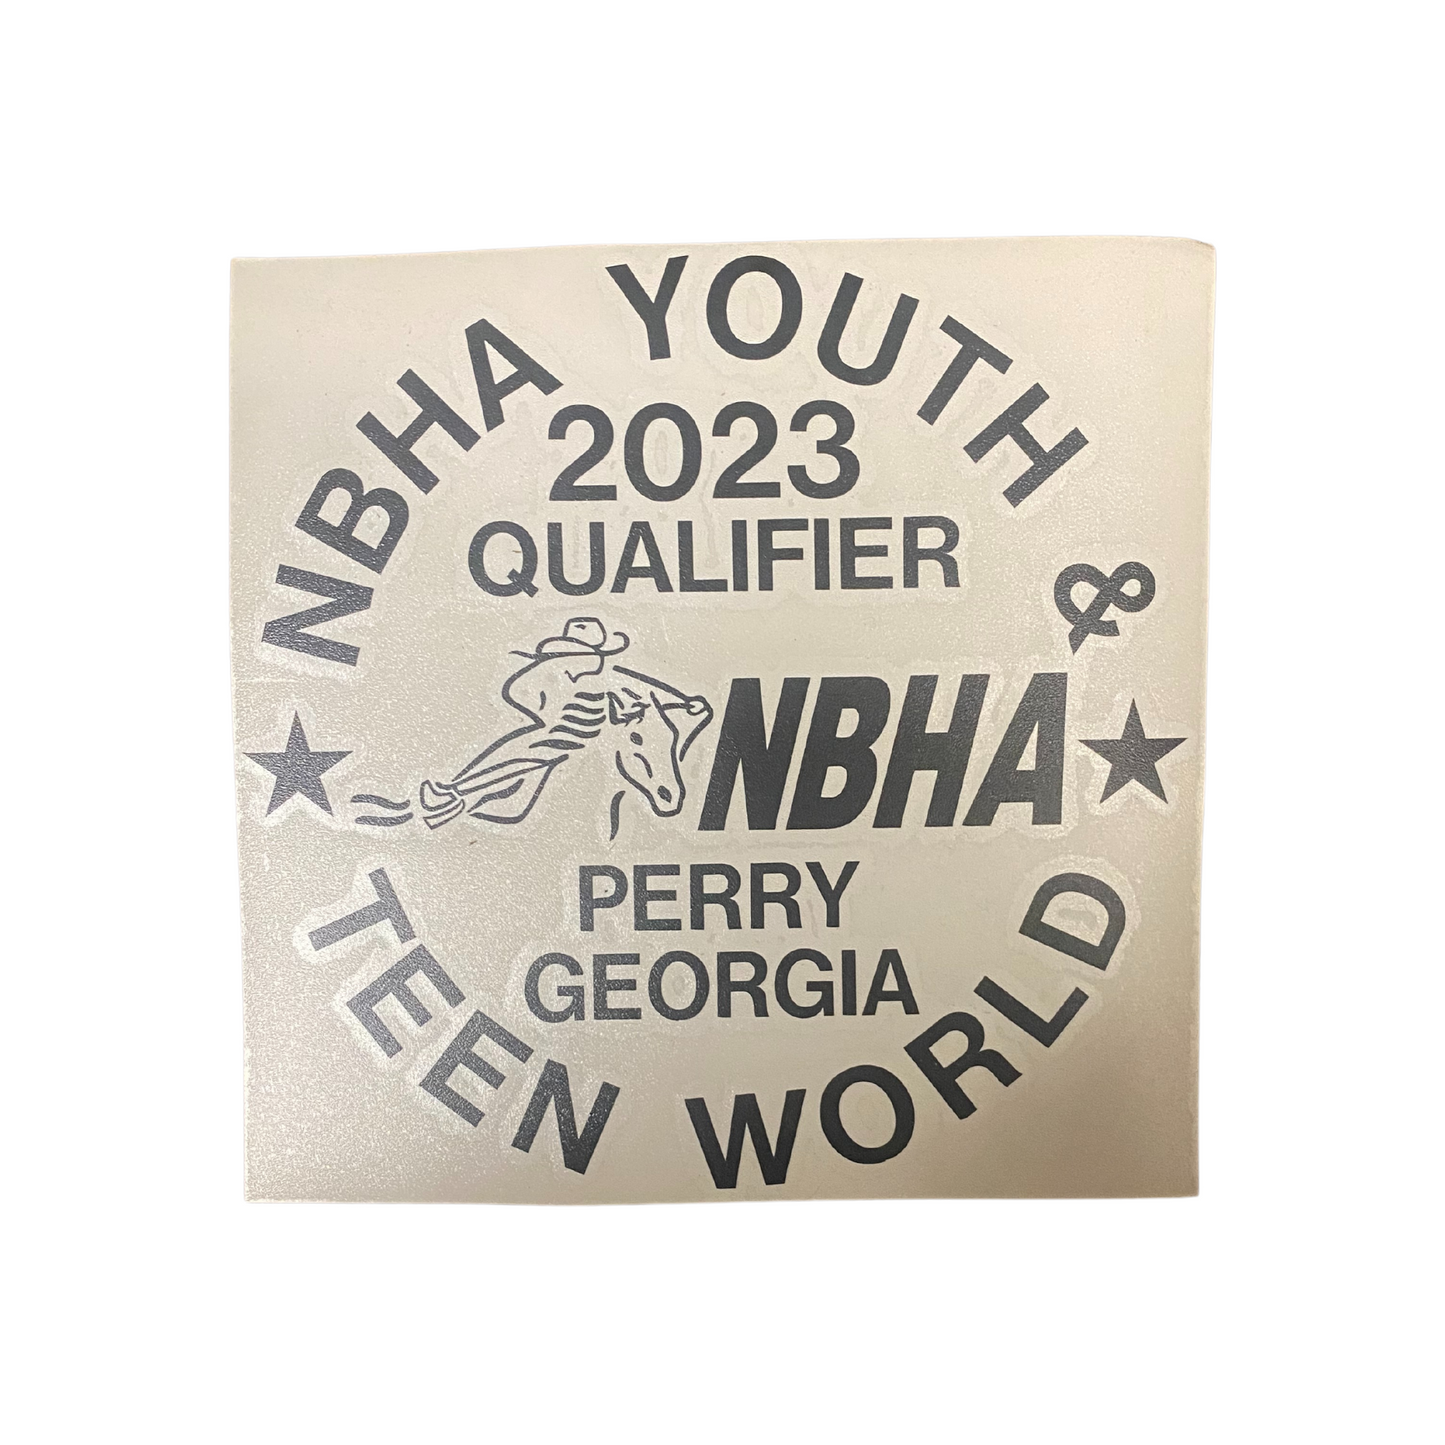 NBHA YOUTH &
2023
QUALIFIER
NBHA
PERRY
GEORGIA
TEEN WORLD